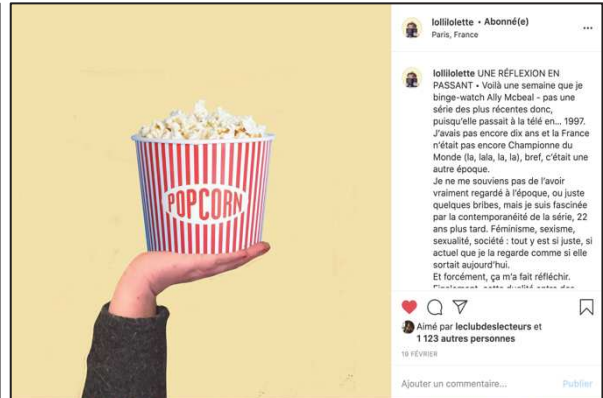 POPCORN
lollilolette • Abonné(e)
Paris, France
lollilolette UNE RÉFLEXION EN
PASSANT • Voilà une semaine que je
binge-watch Ally Mcbeal - pas une
série des plus récentes donc,
puisqu'elle passait à la télé en... 1997.
J'avais pas encore dix ans et la France
n'était pas encore Championne du
Monde (la, lala, la, la), bref, c'était une
autre époque.
Je ne me souviens pas de l'avoir
vraiment regardé à l'époque, ou juste
quelques bribes, mais je suis fascinée
par la contemporanéité de la série, 22
ans plus tard. Féminisme, sexisme,
sexualité, société : tout y est si juste, si
actuel que je la regarde comme si elle
sortait aujourd'hui.
Et forcément, ça m'a fait réfléchir.
Aimé par leclubdeslecteurs et
1 123 autres personnes
19 FÉVRIER
Ajouter un commentaire...
Publier